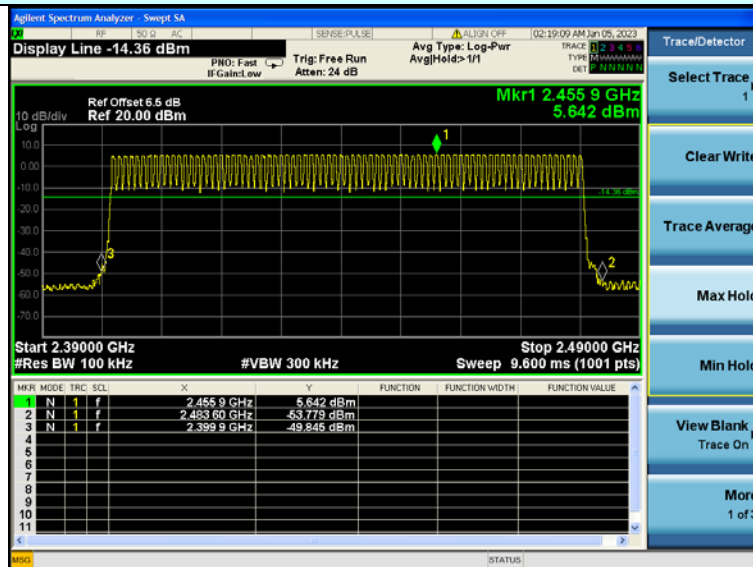 Agilent Spectrum Analyzer - Swept SA
RF 50 Ω AC SENSE:PULSE ALIGN OFF 02:19:09 AM Jan 05, 2023
Display Line -14.36 dBm
PNO: Fast
IFGain:Low
Trig: Free Run
Atten: 24 dB
Avg Type: Log-Pwr
Avg|Hold:>1/1
TRACE 1 2 3 4 5 6
TYPE
DET P N N N N N
Mkr1 2.455 9 GHz
5.642 dBm
Ref Offset 6.5 dB
Ref 20.00 dBm
10 dB/div
Log
10.0
0.00
-10.0
-20.0
-30.0
-40.0
-50.0
-60.0
-70.0
1
-14.36 dBm
3
2
Start 2.39000 GHz
Stop 2.49000 GHz
#Res BW 100 kHz
#VBW 300 kHz
Sweep 9.600 ms (1001 pts)
MKR MODE TRC SCL X Y FUNCTION FUNCTION WIDTH FUNCTION VALUE
1 N 1 f 2.455 9 GHz 5.642 dBm
2 N 1 f 2.483 60 GHz -53.779 dBm
3 N 1 f 2.399 9 GHz -49.845 dBm
4
5
6
7
8
9
10
11
MSG
STATUS
Trace/Detector
Select Trace
1
Clear Write
Trace Average
Max Hold
Min Hold
View Blank
Trace On
More
1 of 3